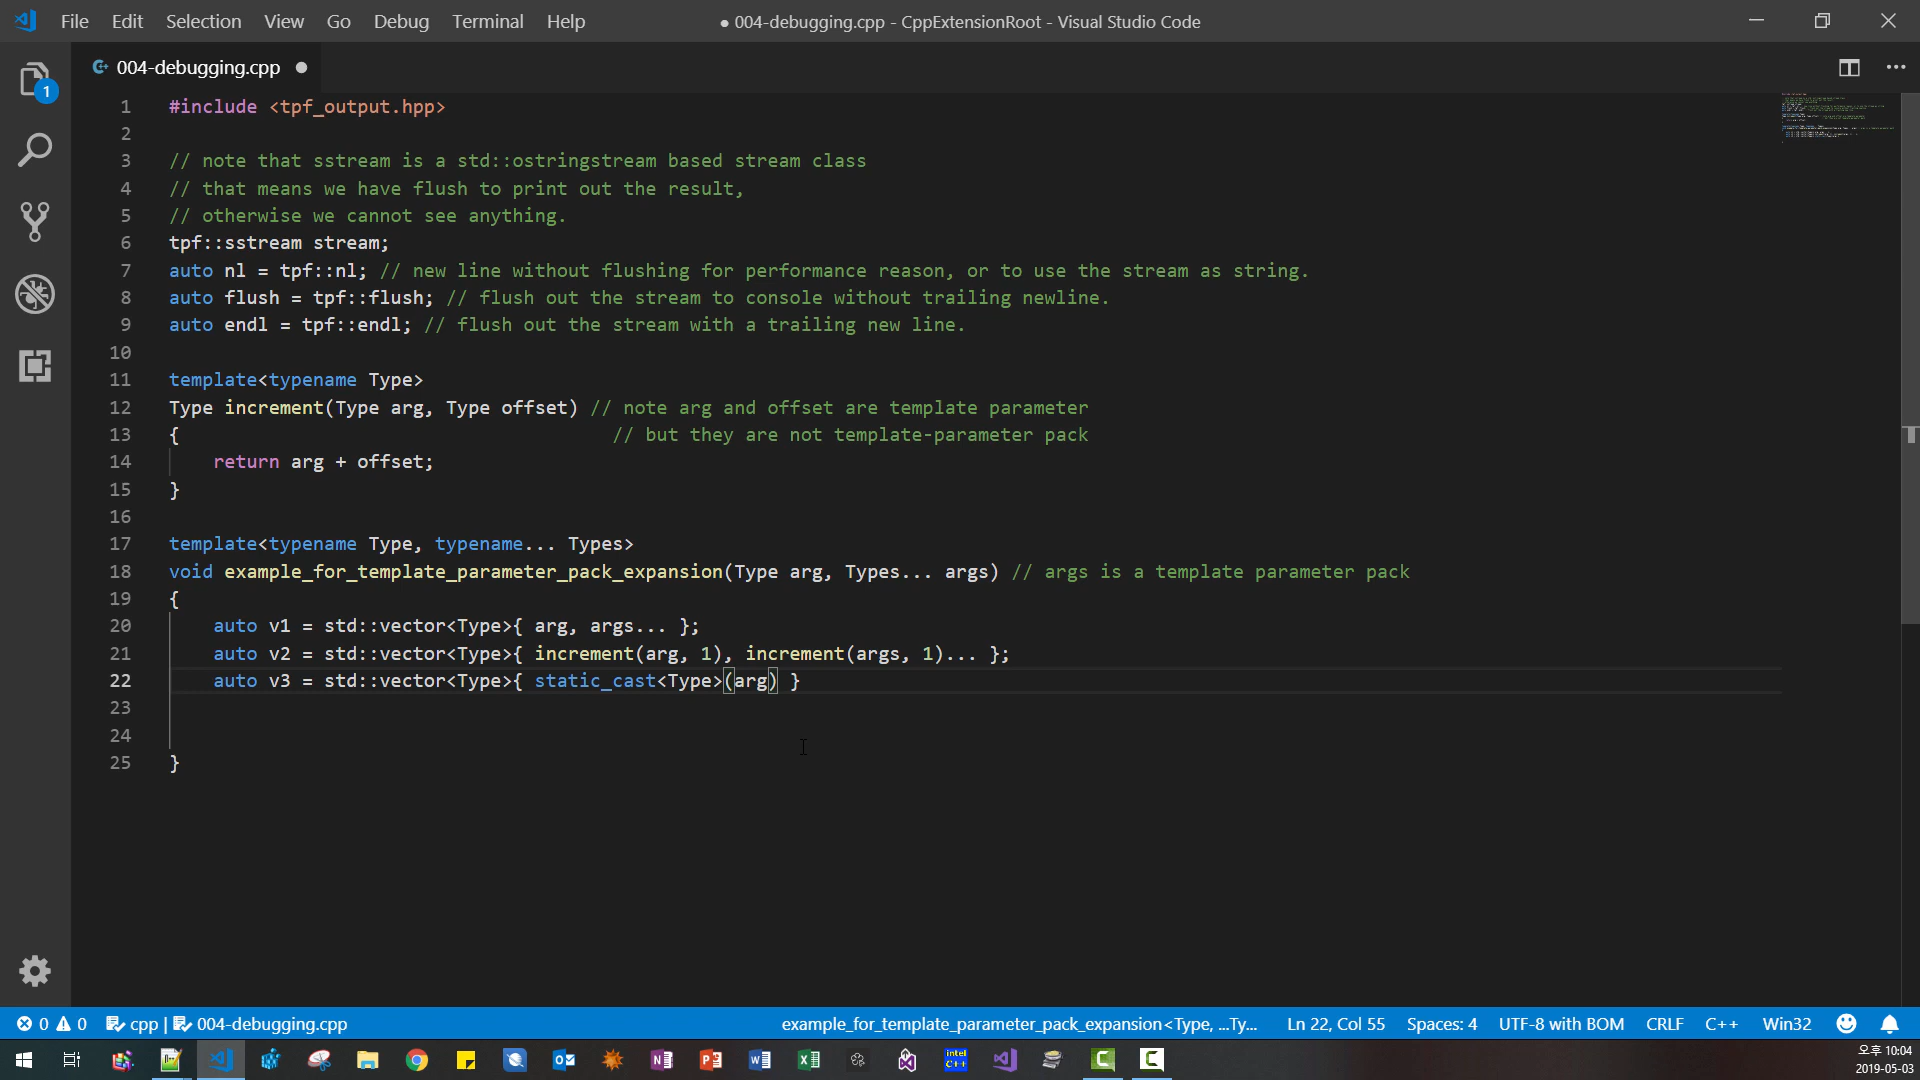 File Edit Selection View Go Debug Terminal Help
● 004-debugging.cpp - CppExtensionRoot - Visual Studio Code
004-debugging.cpp
1
1 #include <tpf_output.hpp>
2
3 // note that sstream is a std::ostringstream based stream class
4 // that means we have flush to print out the result,
5 // otherwise we cannot see anything.
6 tpf::sstream stream;
7 auto nl = tpf::nl; // new line without flushing for performance reason, or to use the stream as string.
8 auto flush = tpf::flush; // flush out the stream to console without trailing newline.
9 auto endl = tpf::endl; // flush out the stream with a trailing new line.
10
11 template<typename Type>
12 Type increment(Type arg, Type offset) // note arg and offset are template parameter
13 { // but they are not template-parameter pack
14 return arg + offset;
15 }
16
17 template<typename Type, typename... Types>
18 void example_for_template_parameter_pack_expansion(Type arg, Types... args) // args is a template parameter pack
19 {
20 auto v1 = std::vector<Type>{ arg, args... };
21 auto v2 = std::vector<Type>{ increment(arg, 1), increment(args, 1)... };
22 auto v3 = std::vector<Type>{ static_cast<Type>(arg) }
23
24
25 }
0 0 cpp | 004-debugging.cpp example_for_template_parameter_pack_expansion<Type, ...Ty... Ln 22, Col 55 Spaces: 4 UTF-8 with BOM CRLF C++ Win32
오후 10:04
2019-05-03
intel
C++